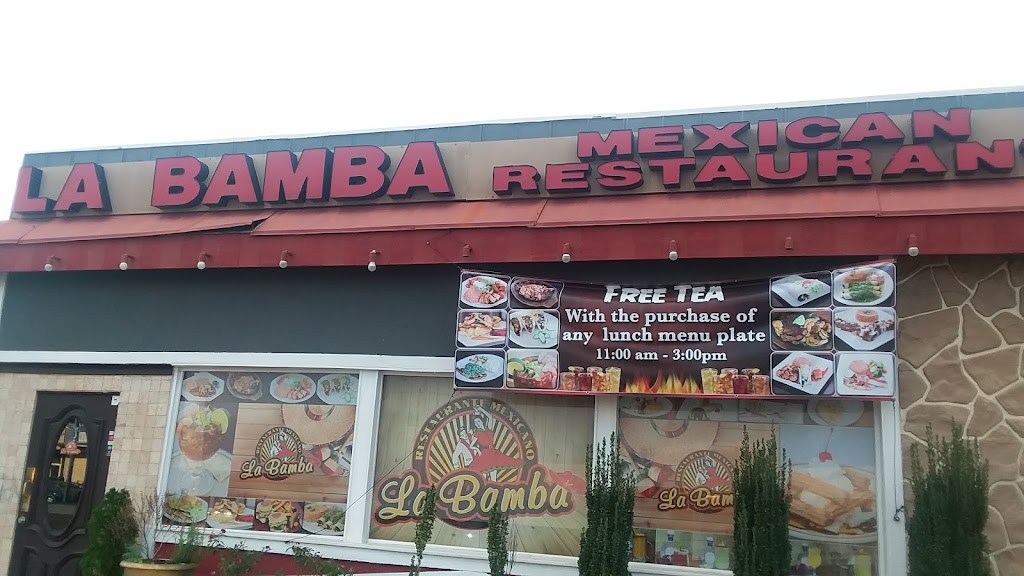 LA BAMBA MEXICAN
RESTAURANT
FREE TEA
With the purchase of
any lunch menu plate
11:00 am - 3:00pm
RESTAURANTE MEXICANO
La Bamba
La Bamba
La Bamba